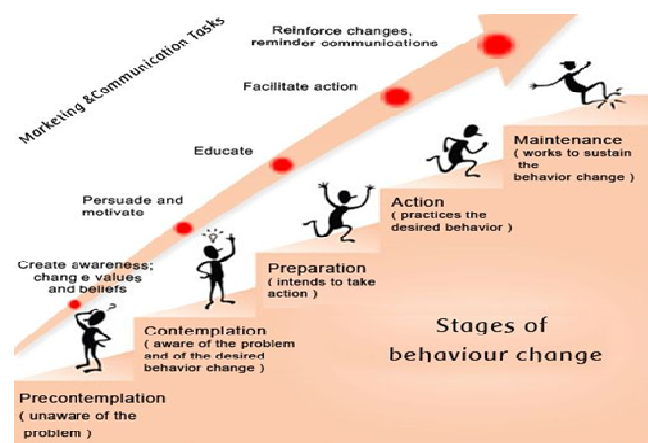 Marketing &Communication Tasks
Reinforce changes,
reminder communications
Facilitate action
Educate
Persuade and
motivate
Create awareness;
chang e values
and beliefs
Maintenance
( works to sustain
the
behavior change )
Action
( practices the
desired behavior )
Preparation
( intends to take
action )
Contemplation
( aware of the problem
and of the desired
behavior change )
Precontemplation
( unaware of the
problem )
Stages of
behaviour change